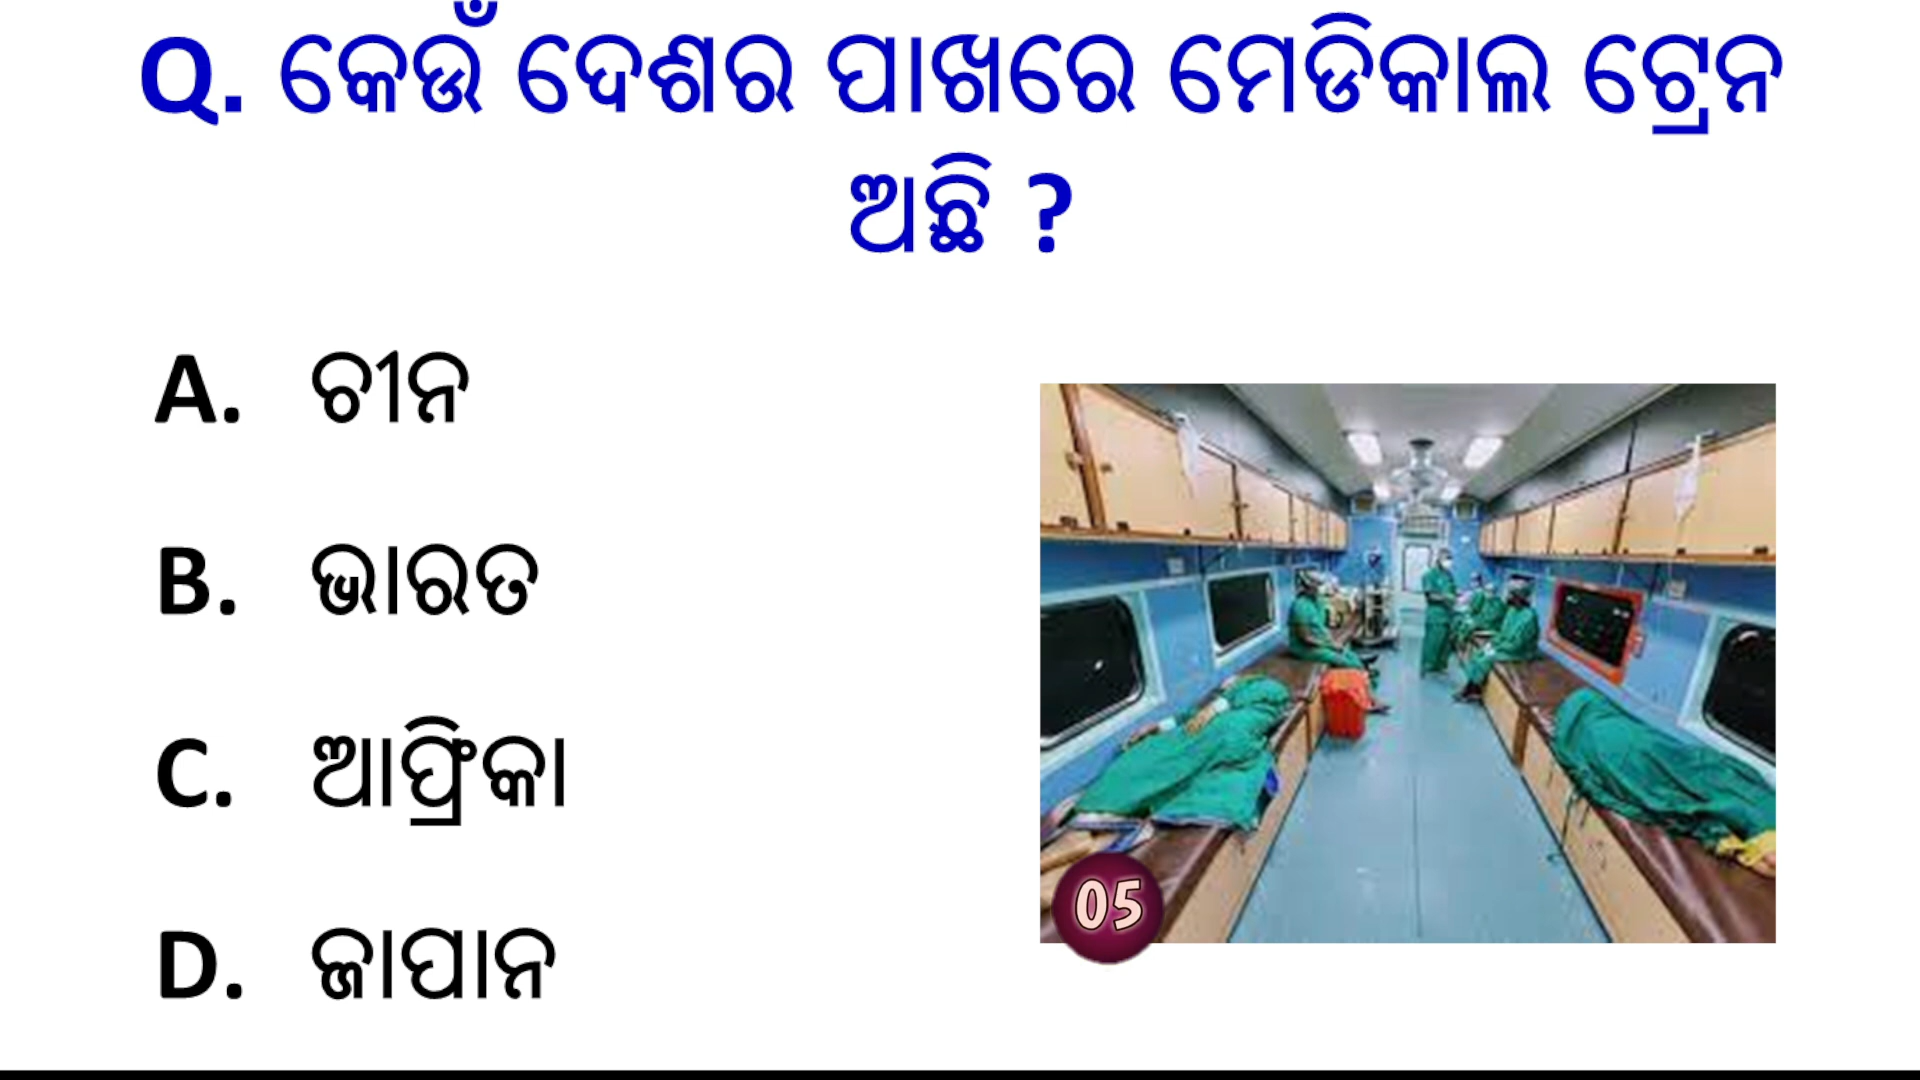 Q. କେଉଁ ଦେଶର ପାଖରେ ମେଡିକାଲ ଟ୍ରେନ
ଅଛି ?
A. ଚୀନ
B. ଭାରତ
C. ଆଫ୍ରିକା
D. ଜାପାନ
05